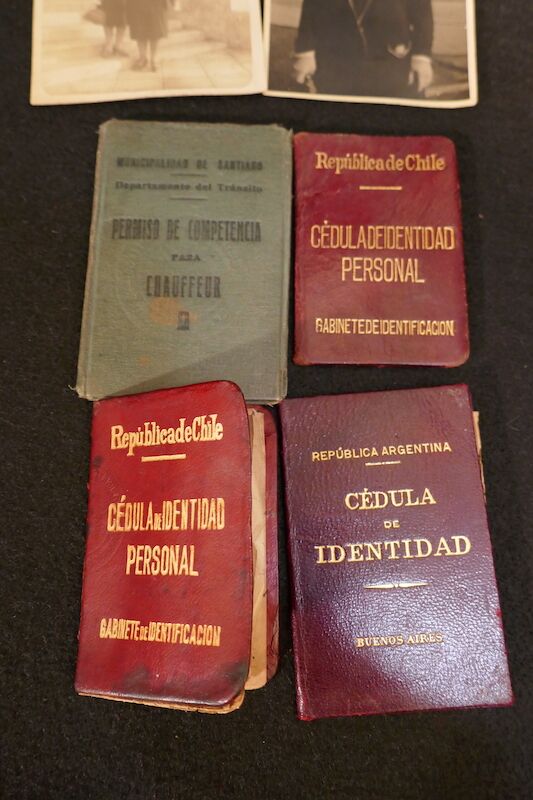 MUNICIPALIDAD DE SANTIAGO
Departamento del Tránsito
PERMISO DE COMPETENCIA
PARA
CHAUFFEUR
República de Chile
CÉDULA DE IDENTIDAD
PERSONAL
GABINETE DE IDENTIFICACION
República de Chile
CÉDULA DE IDENTIDAD
PERSONAL
GABINETE DE IDENTIFICACION
REPÚBLICA ARGENTINA
CÉDULA
DE
IDENTIDAD
BUENOS AIRES